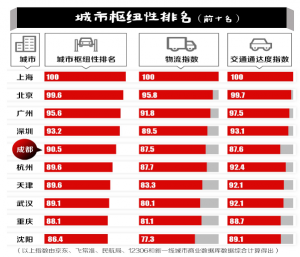 城市枢纽性排名（前十名）
城市 城市枢纽性排名 物流指数 交通通达度指数
上海 100 100 100
北京 99.6 95.8 99.7
广州 95.6 91.8 97.5
深圳 93.2 89.5 93.1
成都 90.5 87.5 87.6
杭州 89.6 87.7 92.4
天津 89.6 83.3 92.1
武汉 89.1 80.1 92.1
重庆 88.1 81.1 88.7
沈阳 86.4 77.3 89.1
（以上指数由京东、飞常准、民航局、12306和新一线城市商业数据库数据综合计算得出）